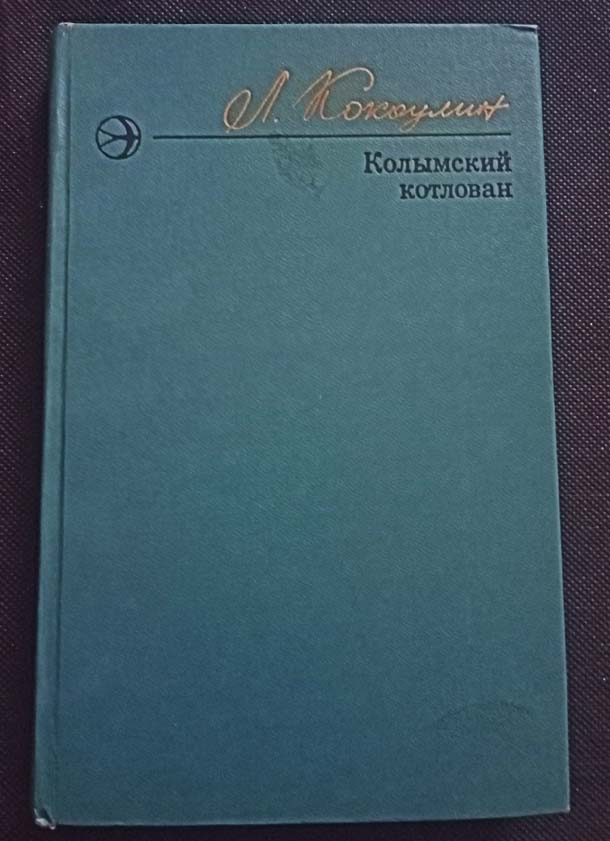 Л. Кокоулин
Колымский
котлован